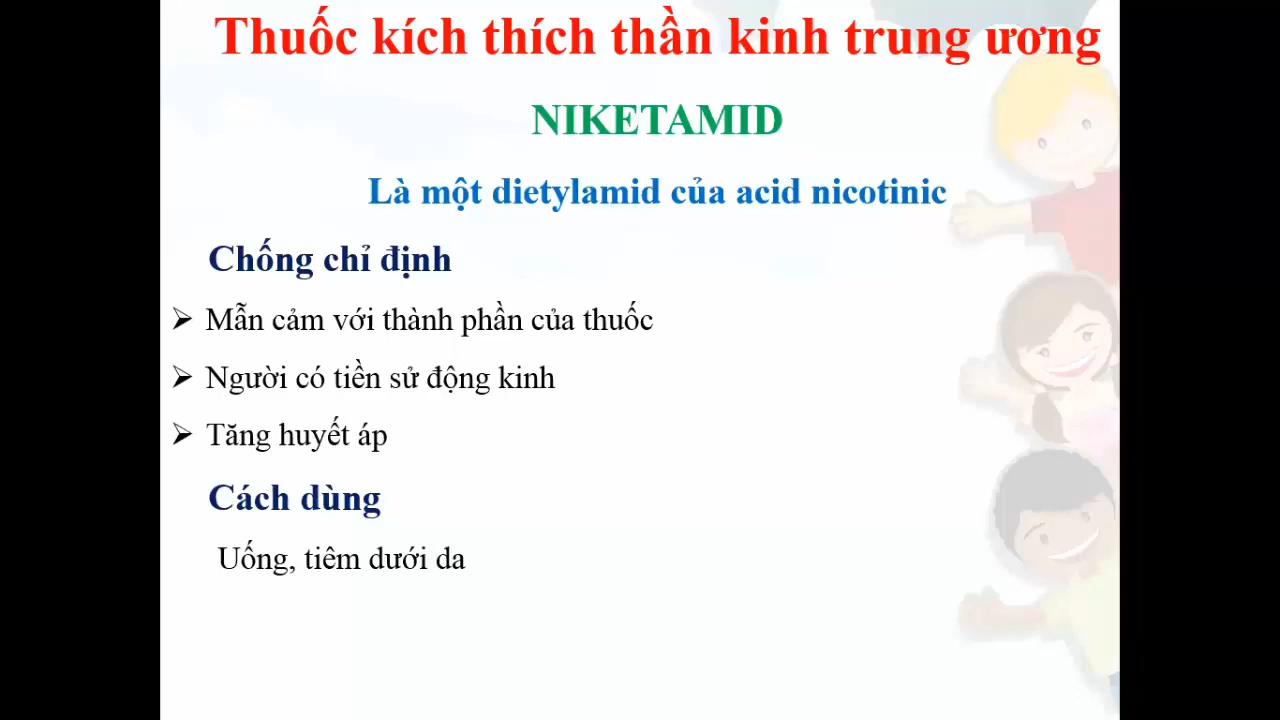 Thuốc kích thích thần kinh trung ương
NIKETAMID
Là một dietylamid của acid nicotinic
Chống chỉ định
➢ Mẫn cảm với thành phần của thuốc
➢ Người có tiền sử động kinh
➢ Tăng huyết áp
Cách dùng
Uống, tiêm dưới da